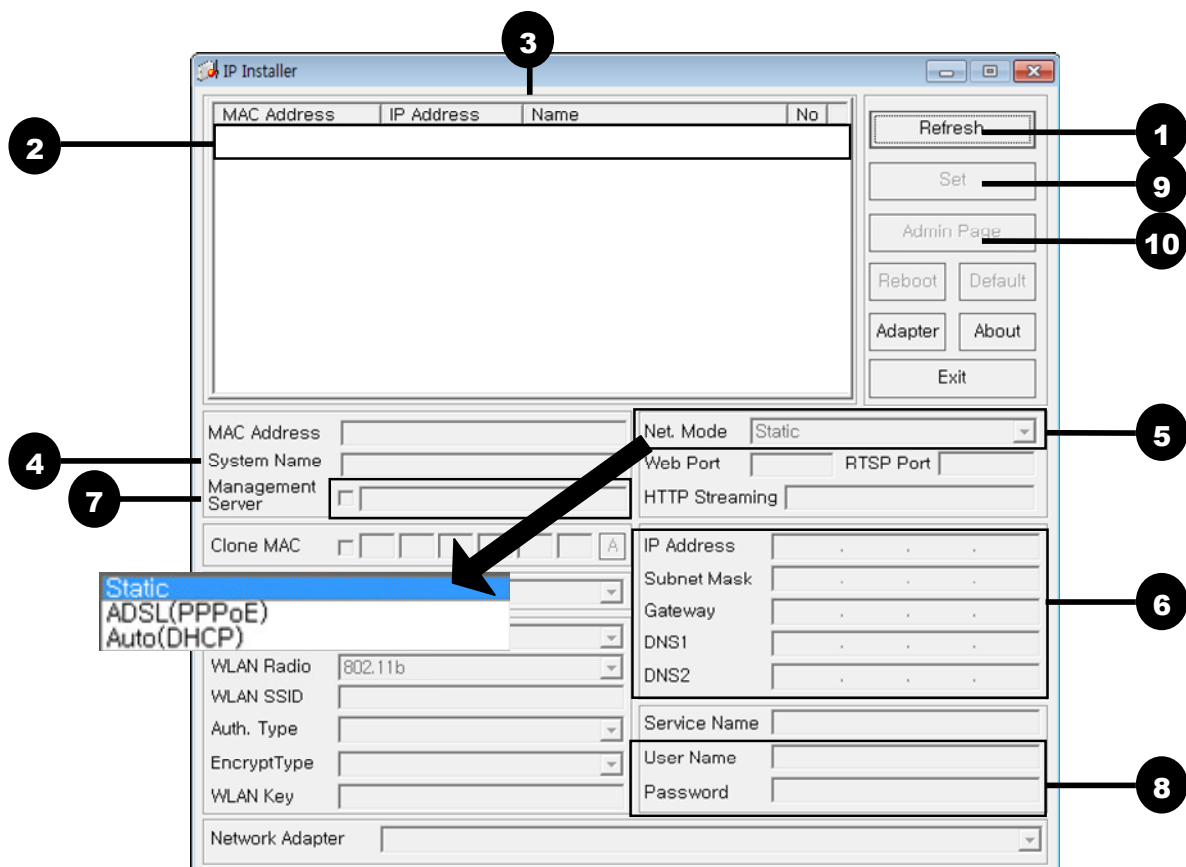 3
IP Installer
MAC Address IP Address Name No
2
Refresh
1
Set
9
Admin Page
10
Reboot Default
Adapter About
Exit
MAC Address
Net. Mode Static
5
4
System Name
Web Port RTSP Port
7
Management
Server
HTTP Streaming
Clone MAC A
IP Address
Static
Subnet Mask
ADSL(PPPoE)
Gateway
6
Auto(DHCP)
DNS1
WLAN Radio 802.11b
DNS2
WLAN SSID
Auth. Type
Service Name
EncryptType
User Name
WLAN Key
Password
8
Network Adapter